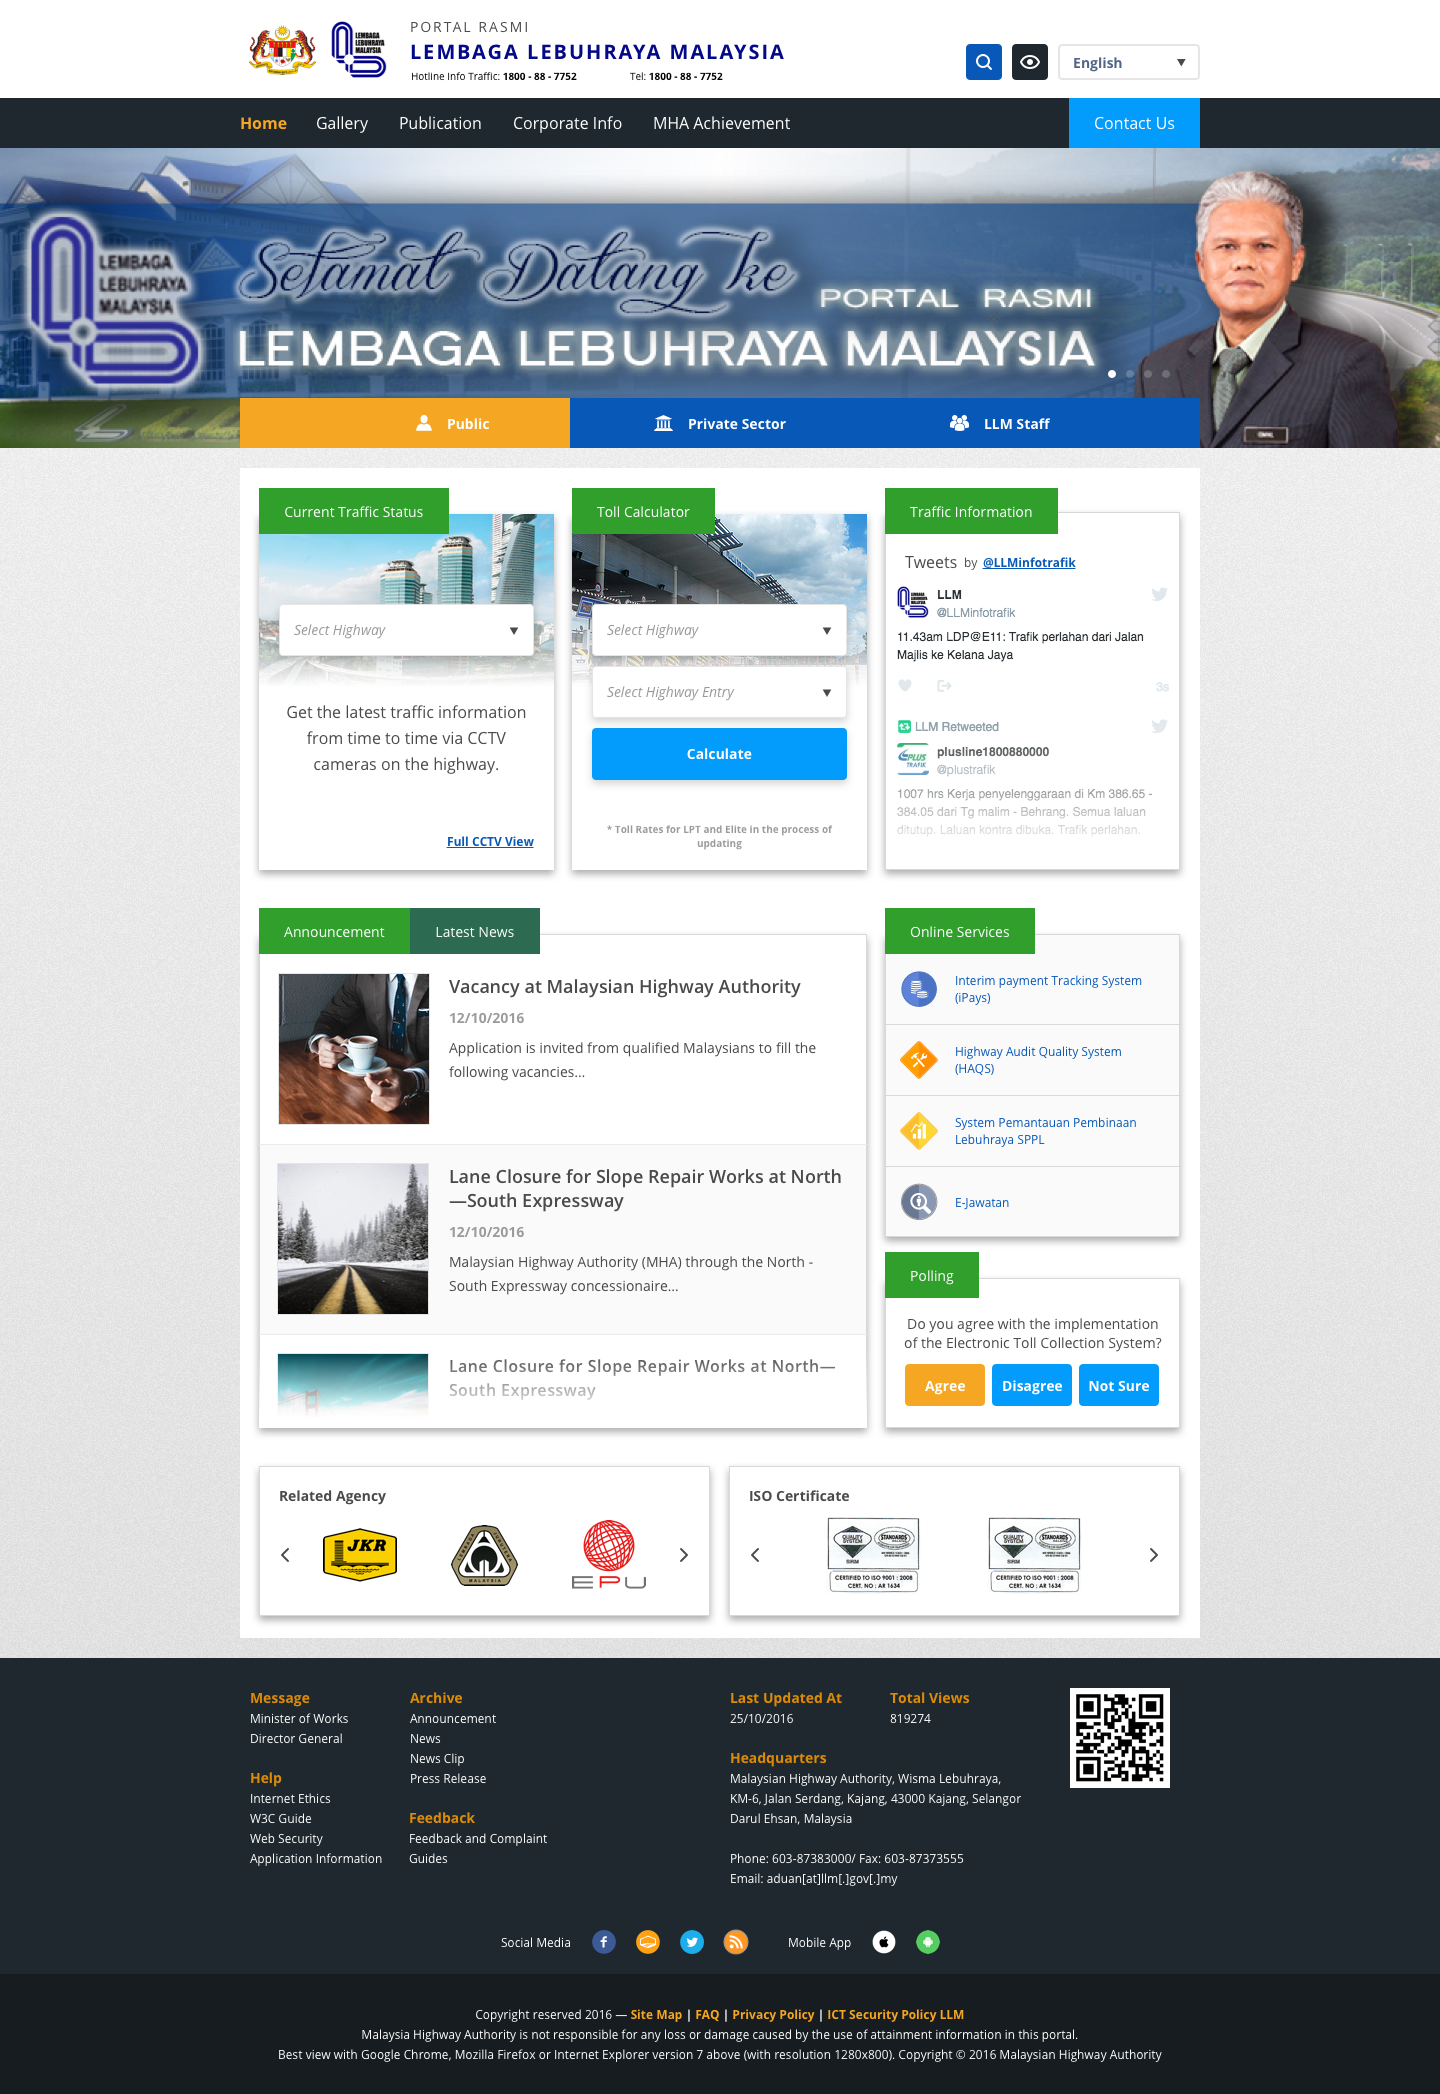 PORTAL RASMI
LEMBAGA LEBUHRAYA MALAYSIA
Hotline Info Traffic: 1800 - 88 - 7752
Tel: 1800 - 88 - 7752
LEMBAGA
LEBUHRAYA
MALAYSIA
English
Home
Gallery
Publication
Corporate Info
MHA Achievement
Contact Us
LEMBAGA
LEBUHRAYA
MALAYSIA
Selamat Datang ke
PORTAL RASMI
LEMBAGA LEBUHRAYA MALAYSIA
Public
Private Sector
LLM Staff
Current Traffic Status
Select Highway
Get the latest traffic information
from time to time via CCTV
cameras on the highway.
Full CCTV View
Toll Calculator
Select Highway
Select Highway Entry
Calculate
* Toll Rates for LPT and Elite in the process of
updating
Traffic Information
Tweets by @LLMinfotrafik
LLM
@LLMinfotrafik
11.43am LDP@E11: Trafik perlahan dari Jalan
Majlis ke Kelana Jaya
3s
LLM Retweeted
PLUS
TRAFIK
plusline1800880000
@plustrafik
1007 hrs Kerja penyelenggaraan di Km 386.65 -
384.05 dari Tg malim - Behrang. Semua laluan
ditutup. Laluan kontra dibuka. Trafik perlahan.
Announcement
Latest News
Vacancy at Malaysian Highway Authority
12/10/2016
Application is invited from qualified Malaysians to fill the
following vacancies...
Lane Closure for Slope Repair Works at North
—South Expressway
12/10/2016
Malaysian Highway Authority (MHA) through the North -
South Expressway concessionaire...
Lane Closure for Slope Repair Works at North—
South Expressway
Online Services
Interim payment Tracking System
(iPays)
Highway Audit Quality System
(HAQS)
System Pemantauan Pembinaan
Lebuhraya SPPL
E-Jawatan
Polling
Do you agree with the implementation
of the Electronic Toll Collection System?
Agree
Disagree
Not Sure
Related Agency
JKR
MALAYSIA
EPU
ISO Certificate
QUALITY
SYSTEM
STANDARDS
SIRIM
CERTIFIED TO ISO 9001 : 2008
CERT. NO : AR 1634
QUALITY
SYSTEM
STANDARDS
SIRIM
CERTIFIED TO ISO 9001 : 2008
CERT. NO : AR 1634
Message
Minister of Works
Director General
Help
Internet Ethics
W3C Guide
Web Security
Application Information
Archive
Announcement
News
News Clip
Press Release
Feedback
Feedback and Complaint
Guides
Last Updated At
25/10/2016
Total Views
819274
Headquarters
Malaysian Highway Authority, Wisma Lebuhraya,
KM-6, Jalan Serdang, Kajang, 43000 Kajang, Selangor
Darul Ehsan, Malaysia
Phone: 603-87383000/ Fax: 603-87373555
Email: aduan[at]llm[.]gov[.]my
Social Media
Mobile App
Copyright reserved 2016 — Site Map | FAQ | Privacy Policy | ICT Security Policy LLM
Malaysia Highway Authority is not responsible for any loss or damage caused by the use of attainment information in this portal.
Best view with Google Chrome, Mozilla Firefox or Internet Explorer version 7 above (with resolution 1280x800). Copyright © 2016 Malaysian Highway Authority